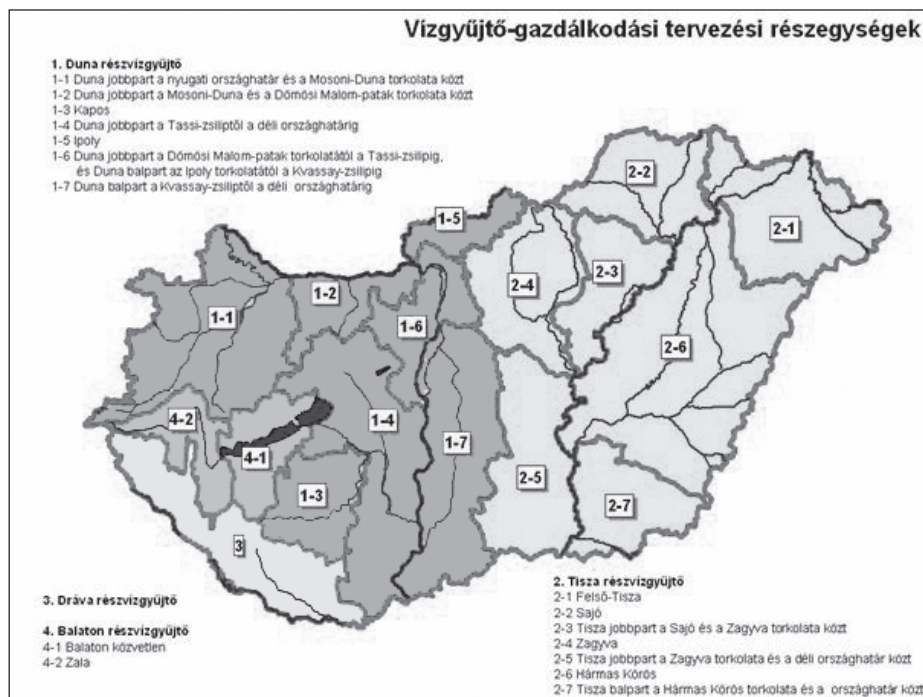 Vízgyűjtő-gazdálkodási tervezési részegységek
1. Duna részvízgyűjtő
1-1 Duna jobbpart a nyugati országhatár és a Mosoni-Duna torkolata közt
1-2 Duna jobbpart a Mosoni-Duna és a Dömösi Malom-patak torkolata közt
1-3 Kapos
1-4 Duna jobbpart a Tassi-zsiliptől a déli országhatárig
1-5 Ipoly
1-6 Duna jobbpart a Dömösi Malom-patak torkolatától a Tassi-zsilipig,
és Duna balpart az Ipoly torkolatától a Kvassay-zsilipig
1-7 Duna balpart a Kvassay-zsiliptől a déli országhatárig
2-2
1-5
2-1
2-3
2-4
1-2
1-1
1-6
2-6
4-2
1-4
1-7
4-1
2-5
1-3
2-7
3
3. Dráva részvízgyűjtő
4. Balaton részvízgyűjtő
4-1 Balaton közvetlen
4-2 Zala
2. Tisza részvízgyűjtő
2-1 Felső-Tisza
2-2 Sajó
2-3 Tisza jobbpart a Sajó és a Zagyva torkolata közt
2-4 Zagyva
2-5 Tisza jobbpart a Zagyva torkolata és a déli országhatár közt
2-6 Hármas Körös
2-7 Tisza balpart a Hármas Körös torkolata és a országhatár közt